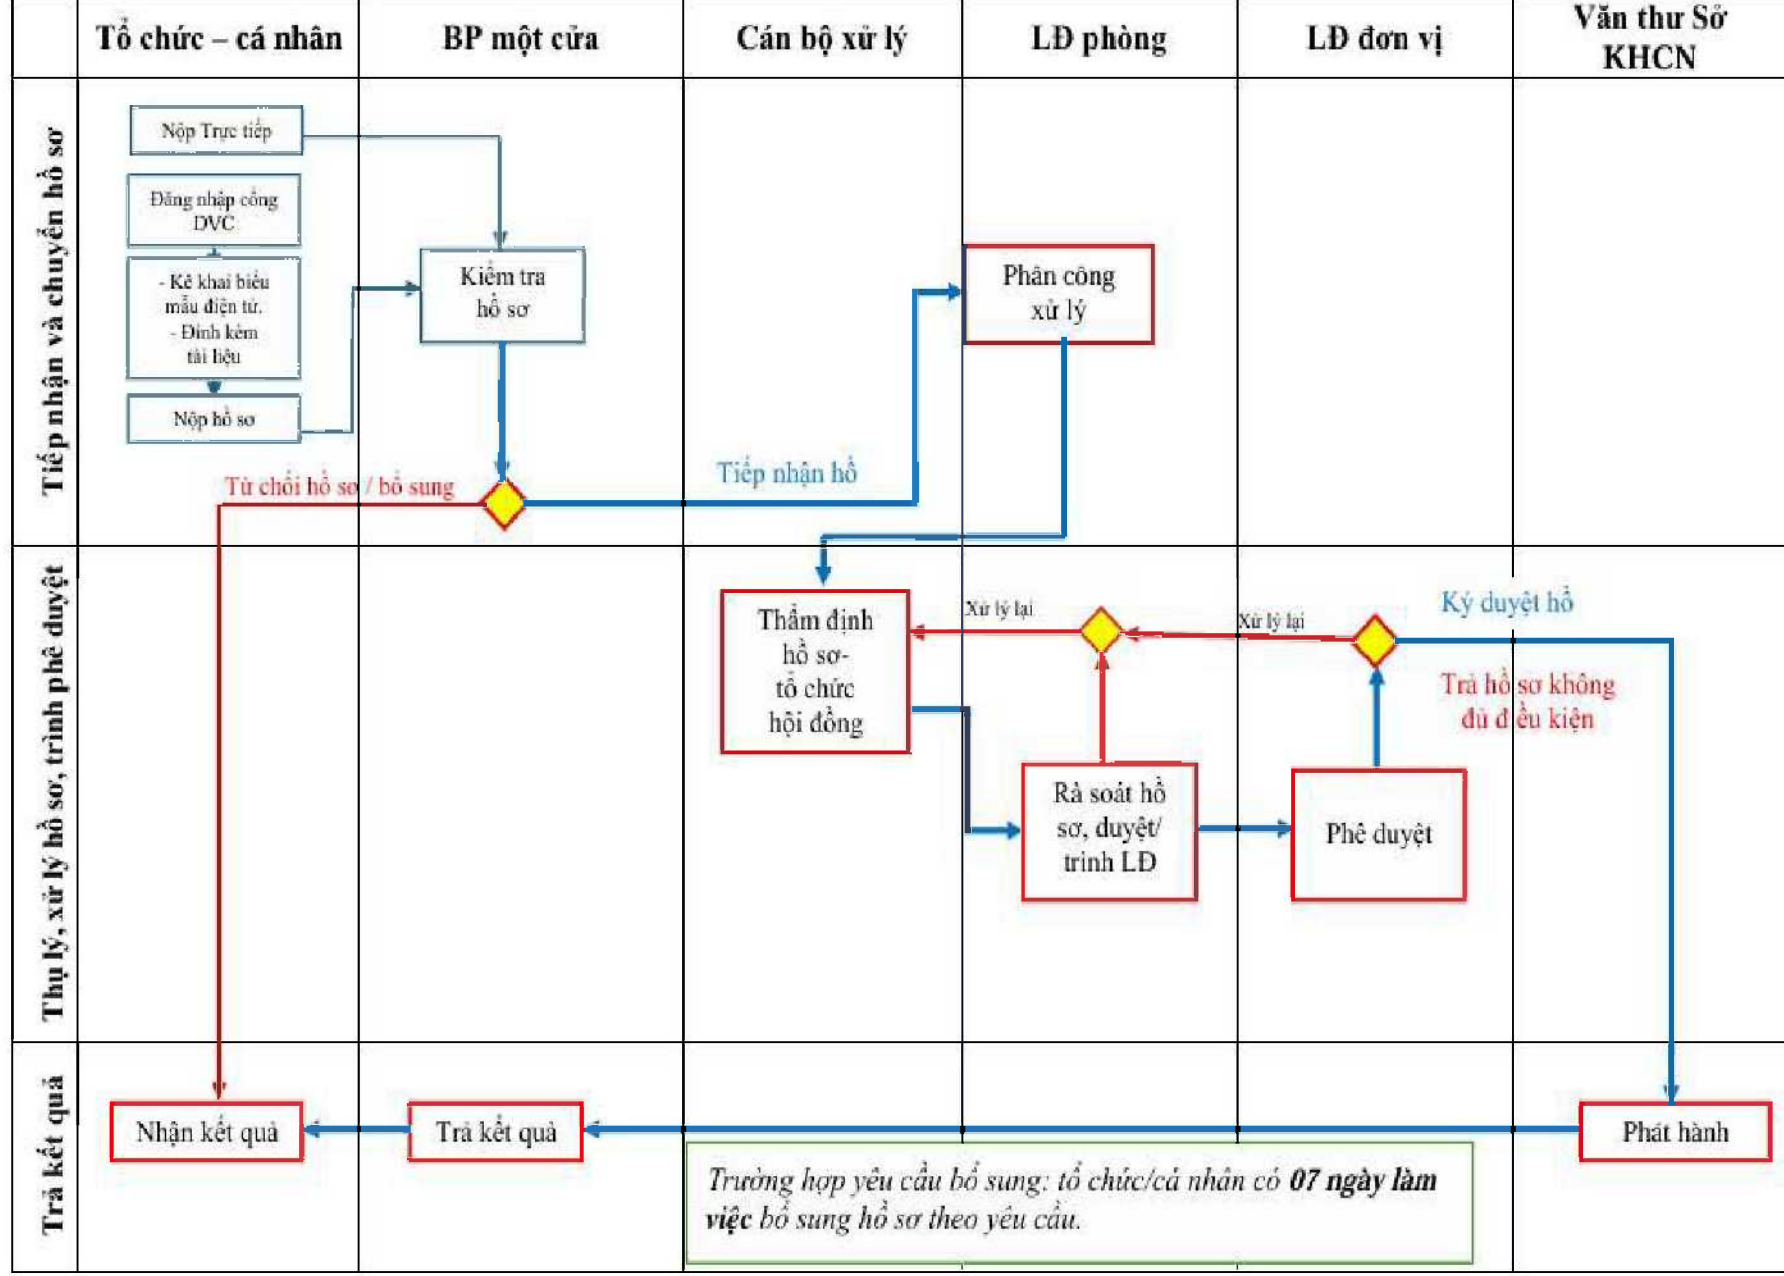 Tổ chức – cá nhân
BP một cửa
Cán bộ xử lý
LĐ phòng
LĐ đơn vị
Văn thư Sở
KHCN
Tiếp nhận và chuyển hồ sơ
Nộp Trực tiếp
Đăng nhập cổng
DVC
- Kê khai biểu
mẫu điện tử.
- Đính kèm
tài liệu
Nộp hồ sơ
Kiểm tra
hồ sơ
Phân công
xử lý
Từ chối hồ sơ / bổ sung
Tiếp nhận hồ
Thụ lý, xử lý hồ sơ, trình phê duyệt
Thẩm định
hồ sơ-
tổ chức
hội đồng
Xử lý lại
Xử lý lại
Ký duyệt hồ
Trả hồ sơ không
đủ điều kiện
Rà soát hồ
sơ, duyệt/
trình LĐ
Phê duyệt
Trả kết quả
Nhận kết quả
Trả kết quả
Phát hành
Trường hợp yêu cầu bổ sung: tổ chức/cá nhân có 07 ngày làm
việc bổ sung hồ sơ theo yêu cầu.